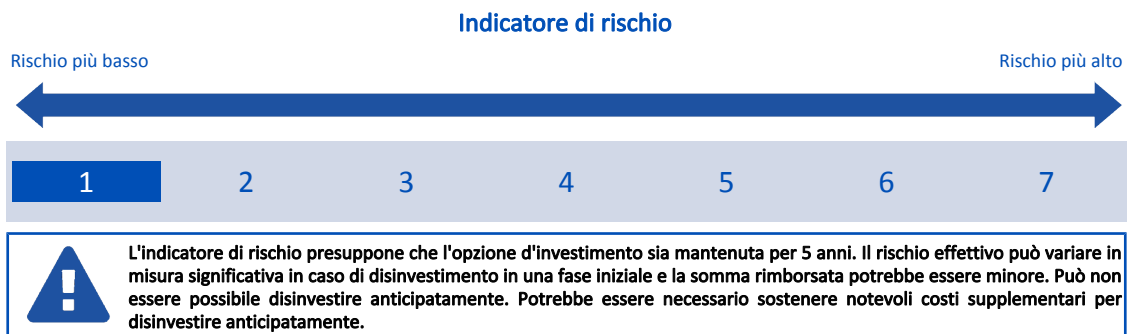 Indicatore di rischio
Rischio più basso
Rischio più alto
1 2 3 4 5 6 7
L'indicatore di rischio presuppone che l'opzione d'investimento sia mantenuta per 5 anni. Il rischio effettivo può variare in
misura significativa in caso di disinvestimento in una fase iniziale e la somma rimborsata potrebbe essere minore. Può non
essere possibile disinvestire anticipatamente. Potrebbe essere necessario sostenere notevoli costi supplementari per
disinvestire anticipatamente.